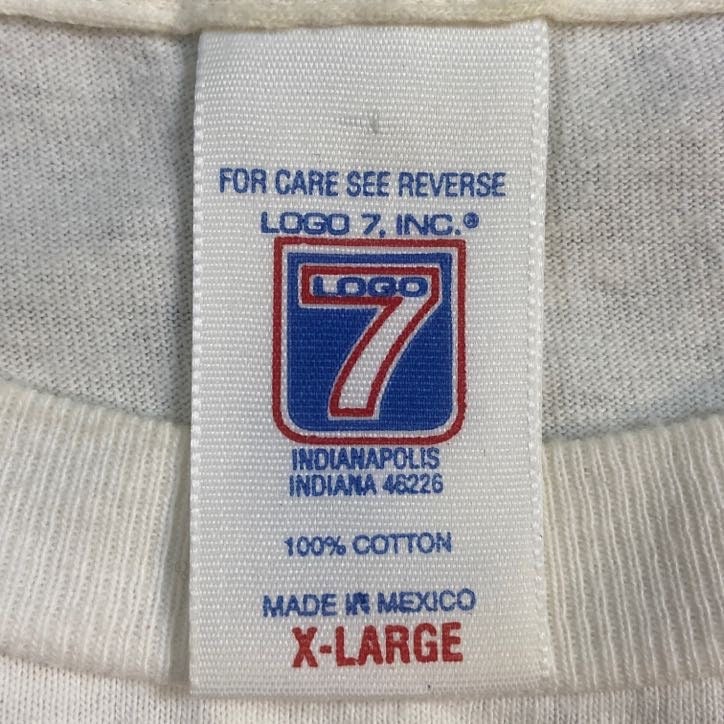 FOR CARE SEE REVERSE
LOGO 7, INC.®
LOGO
7
INDIANAPOLIS
INDIANA 46226
100% COTTON
MADE IN MEXICO
X-LARGE